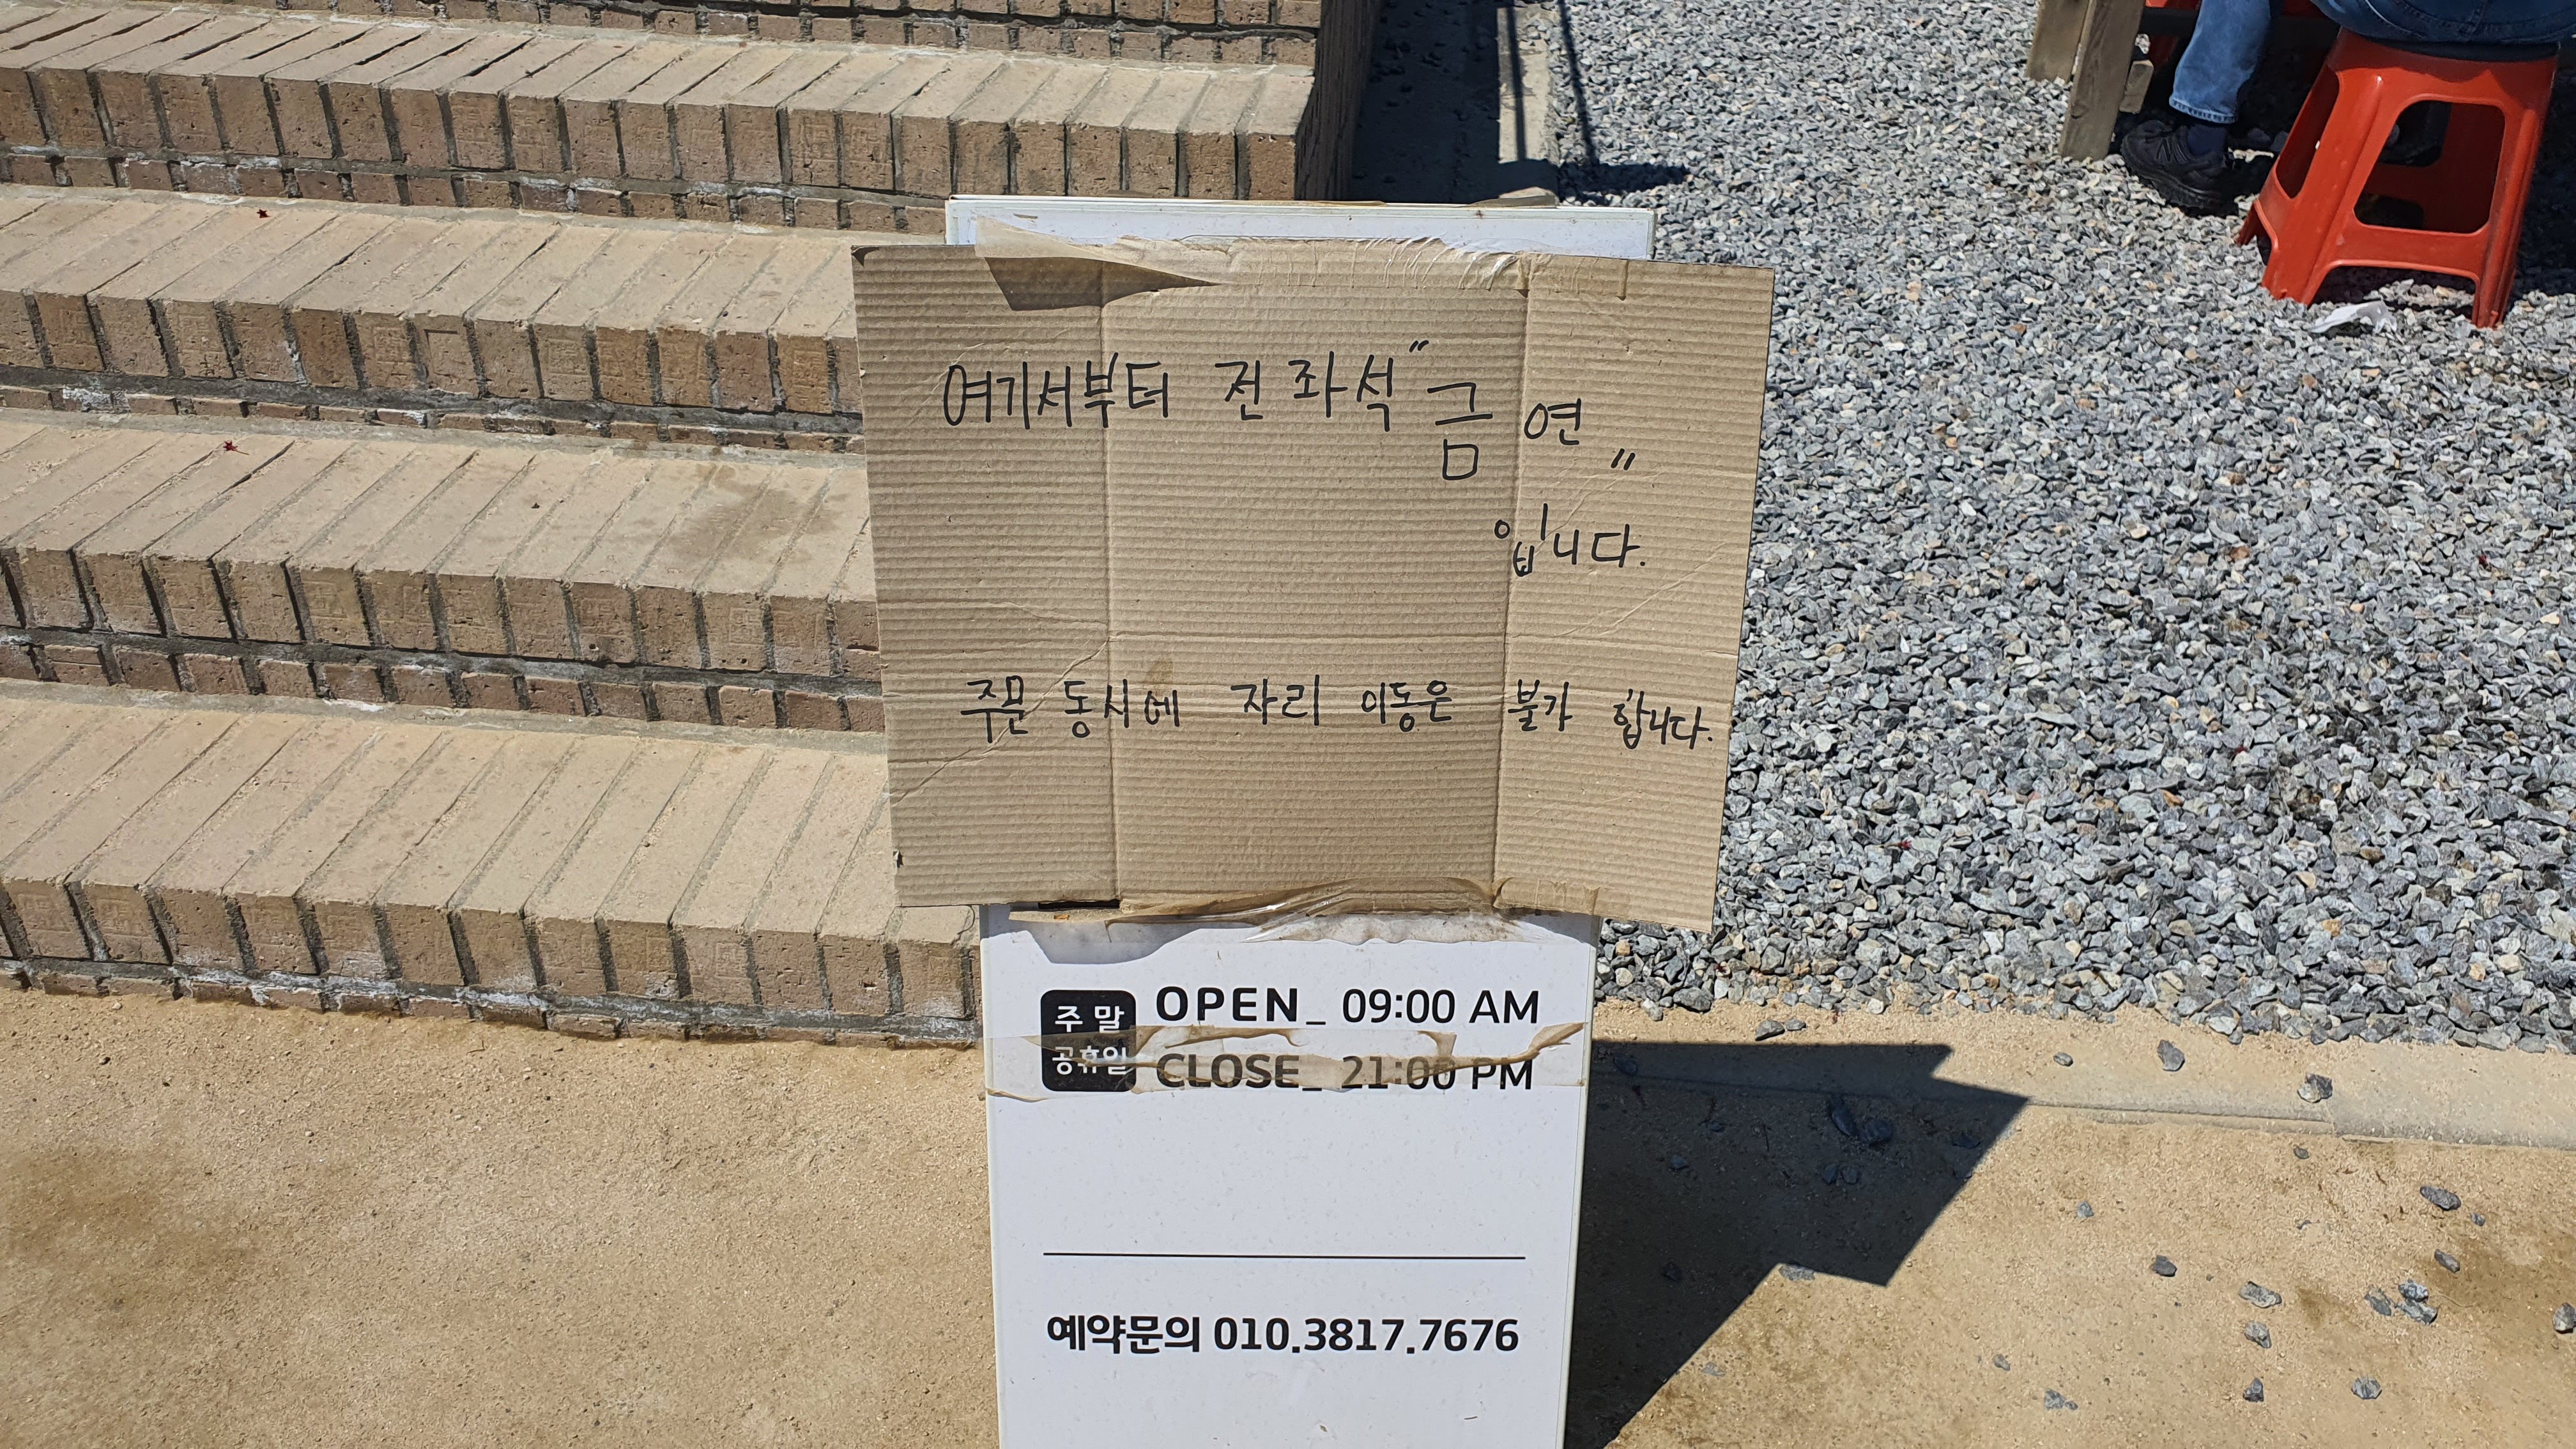 여기서부터 전 좌석 "금연"
입니다.
주문 동시에 자리 이동은 불가 합니다.
주말 공휴일
OPEN_ 09:00 AM
CLOSE_ 21:00 PM
예약문의 010.3817.7676